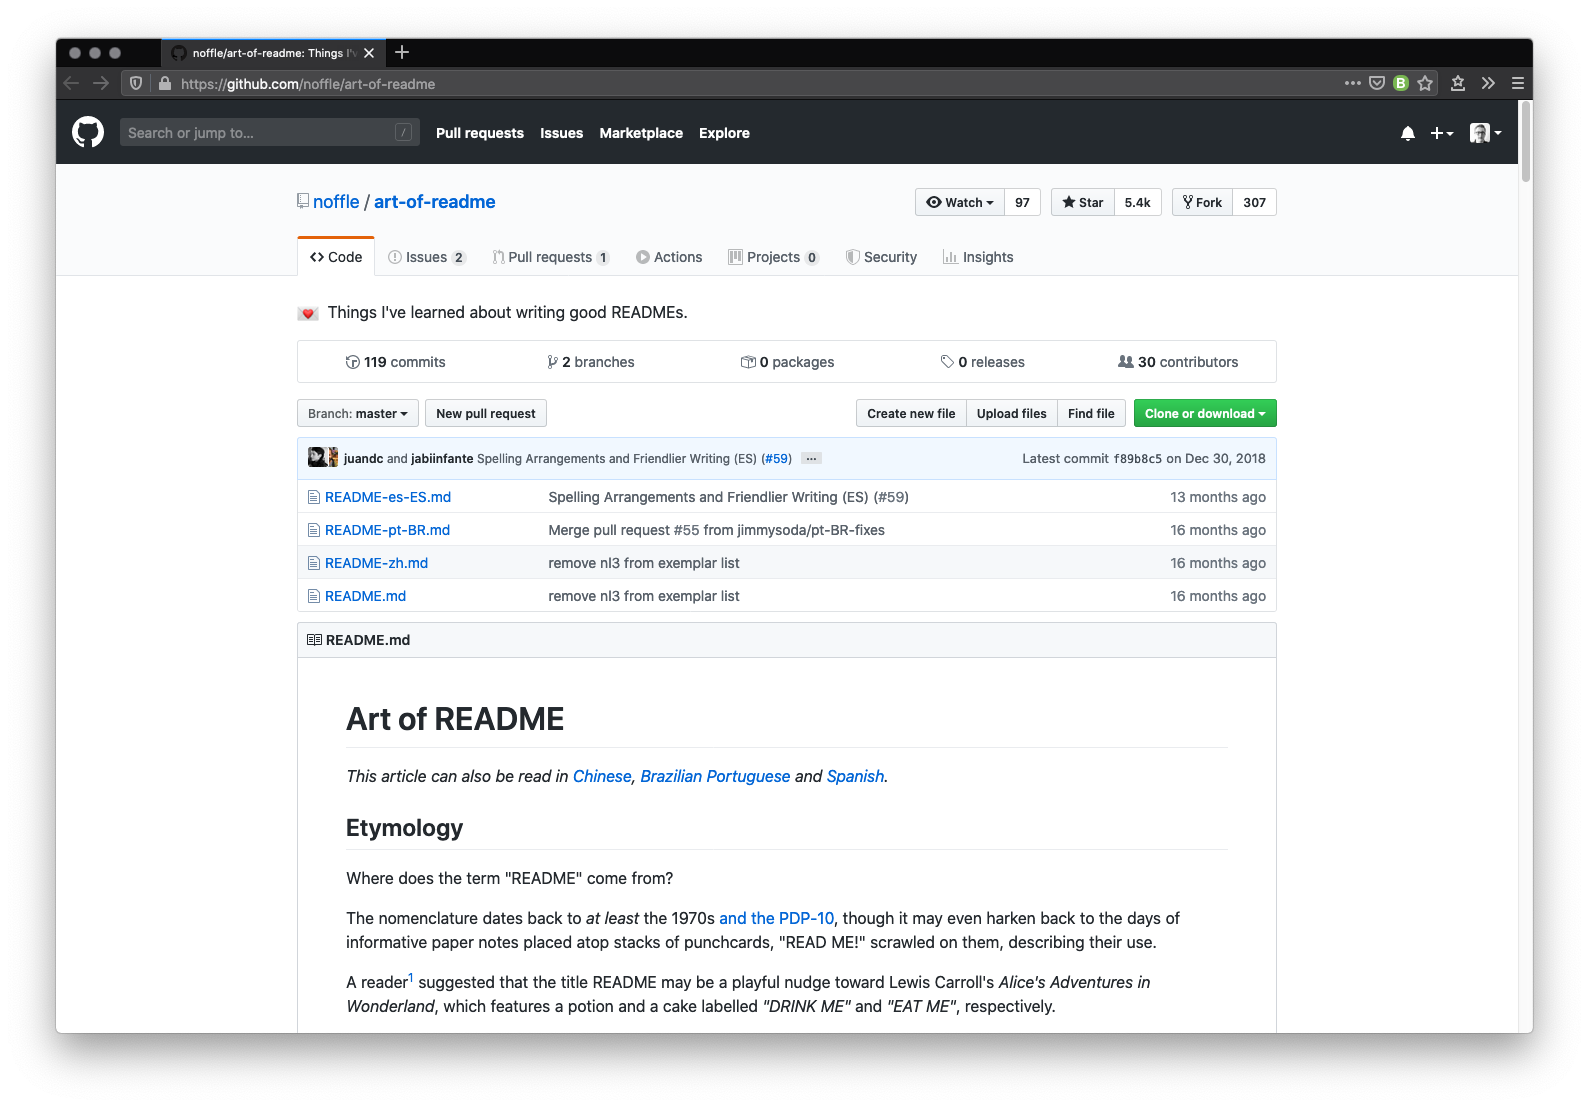 noffle/art-of-readme: Things I'v
https://github.com/noffle/art-of-readme
Search or jump to... /
Pull requests Issues Marketplace Explore
noffle / art-of-readme
Watch 97 Star 5.4k Fork 307
Code Issues 2 Pull requests 1 Actions Projects 0 Security Insights
Things I've learned about writing good READMEs.
119 commits 2 branches 0 packages 0 releases 30 contributors
Branch: master New pull request Create new file Upload files Find file Clone or download
juandc and jabiinfante Spelling Arrangements and Friendlier Writing (ES) (#59) ... Latest commit f89b8c5 on Dec 30, 2018
README-es-ES.md Spelling Arrangements and Friendlier Writing (ES) (#59) 13 months ago
README-pt-BR.md Merge pull request #55 from jimmysoda/pt-BR-fixes 16 months ago
README-zh.md remove nl3 from exemplar list 16 months ago
README.md remove nl3 from exemplar list 16 months ago
README.md
Art of README
This article can also be read in Chinese, Brazilian Portuguese and Spanish.
Etymology
Where does the term "README" come from?
The nomenclature dates back to at least the 1970s and the PDP-10, though it may even harken back to the days of
informative paper notes placed atop stacks of punchcards, "READ ME!" scrawled on them, describing their use.
A reader1 suggested that the title README may be a playful nudge toward Lewis Carroll's Alice's Adventures in
Wonderland, which features a potion and a cake labelled "DRINK ME" and "EAT ME", respectively.